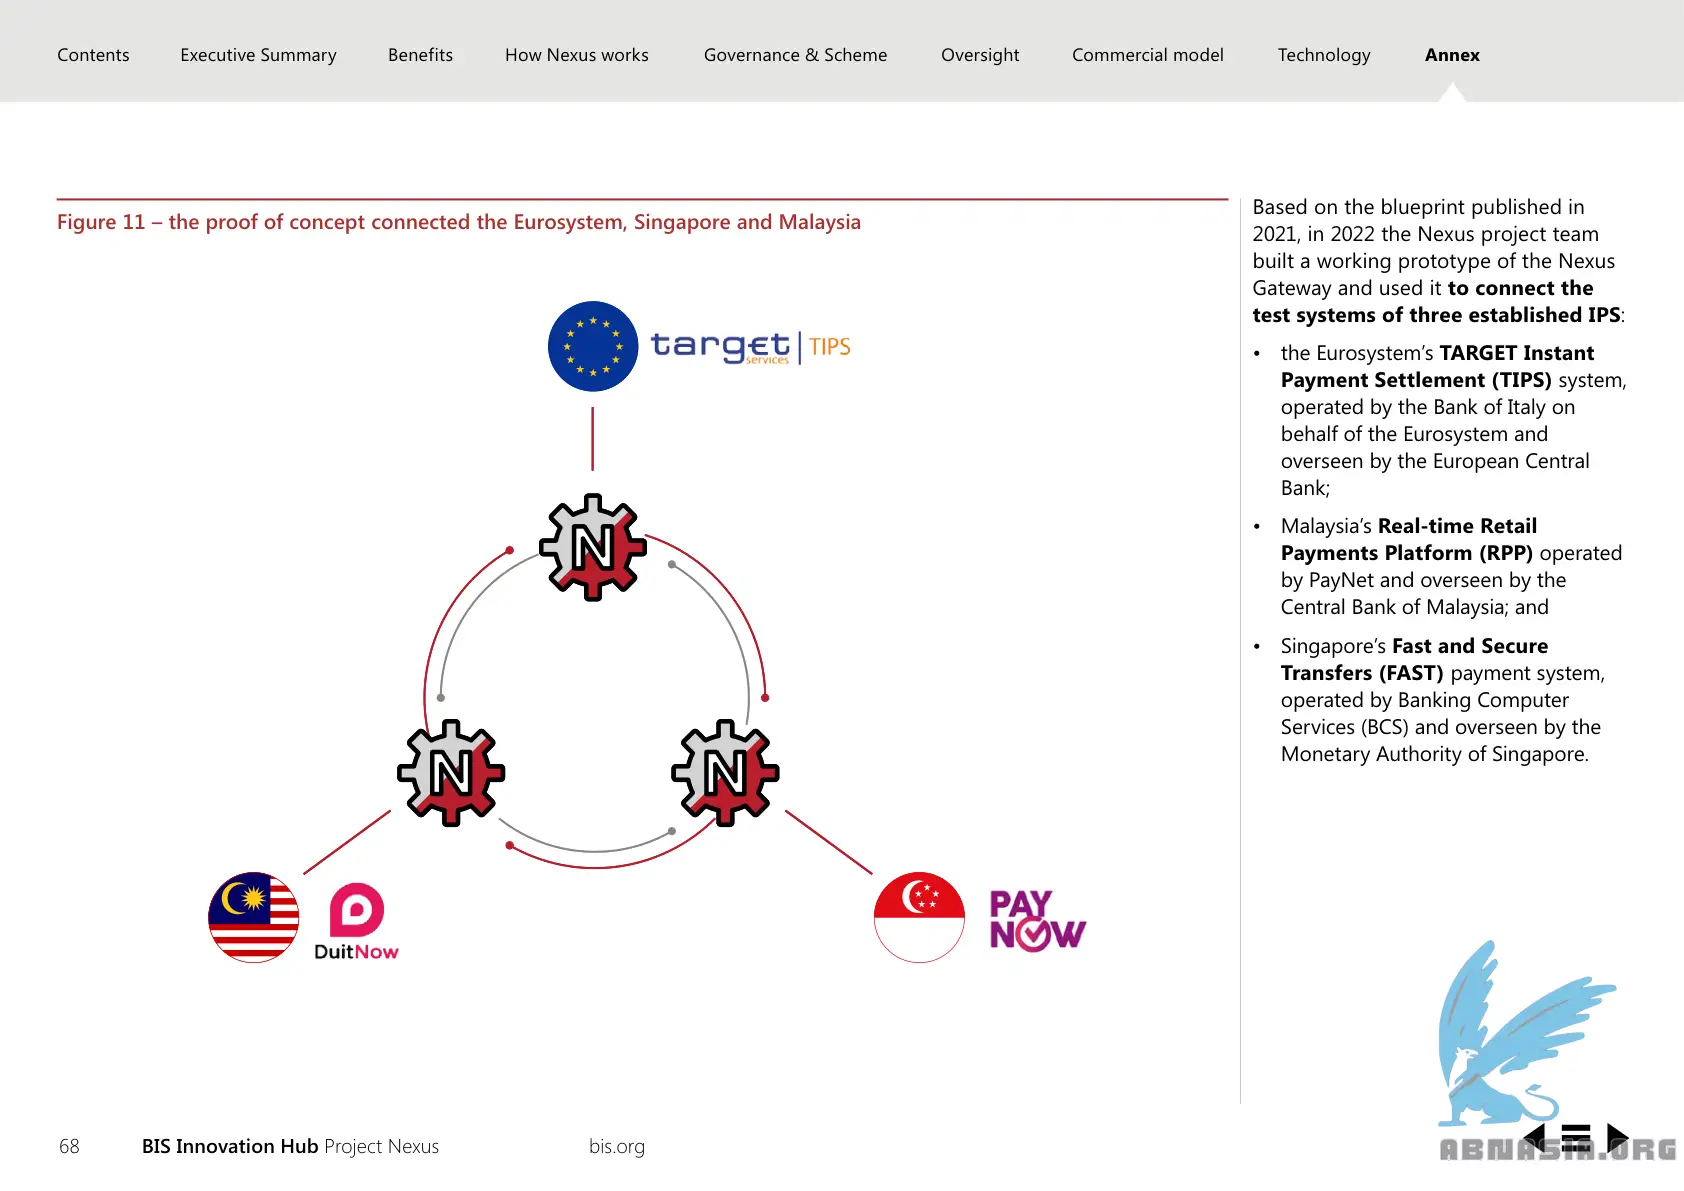 Contents Executive Summary Benefits How Nexus works Governance & Scheme Oversight Commercial model Technology Annex
Figure 11 – the proof of concept connected the Eurosystem, Singapore and Malaysia
target services | TIPS
N
N
N
DuitNow
PAY
NOW
Based on the blueprint published in
2021, in 2022 the Nexus project team
built a working prototype of the Nexus
Gateway and used it to connect the
test systems of three established IPS:
• the Eurosystem’s TARGET Instant
Payment Settlement (TIPS) system,
operated by the Bank of Italy on
behalf of the Eurosystem and
overseen by the European Central
Bank;
• Malaysia’s Real-time Retail
Payments Platform (RPP) operated
by PayNet and overseen by the
Central Bank of Malaysia; and
• Singapore’s Fast and Secure
Transfers (FAST) payment system,
operated by Banking Computer
Services (BCS) and overseen by the
Monetary Authority of Singapore.
68 BIS Innovation Hub Project Nexus bis.org
ABNASIA.ORG